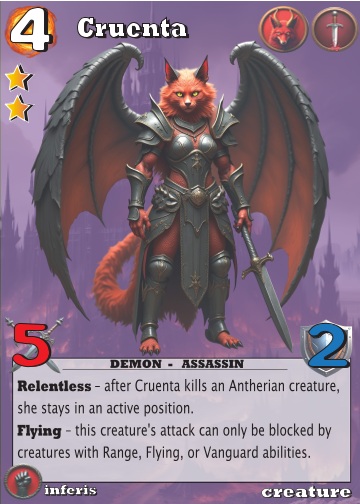 4 Cruenta
5 2
DEMON - ASSASSIN
Relentless - after Cruenta kills an Antherian creature,
she stays in an active position.
Flying - this creature's attack can only be blocked by
creatures with Range, Flying, or Vanguard abilities.
inferis creature